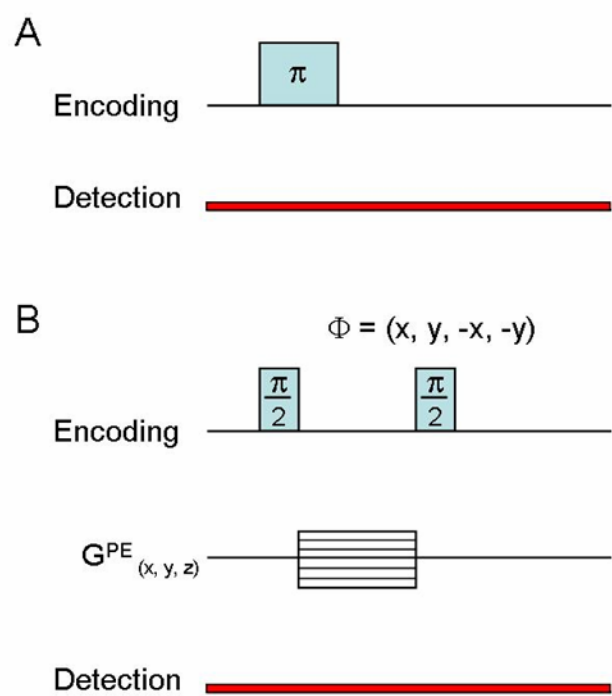 A
π
Encoding
Detection
B
Φ = (x, y, -x, -y)
π/2 π/2
Encoding
G^PE (x, y, z)
Detection